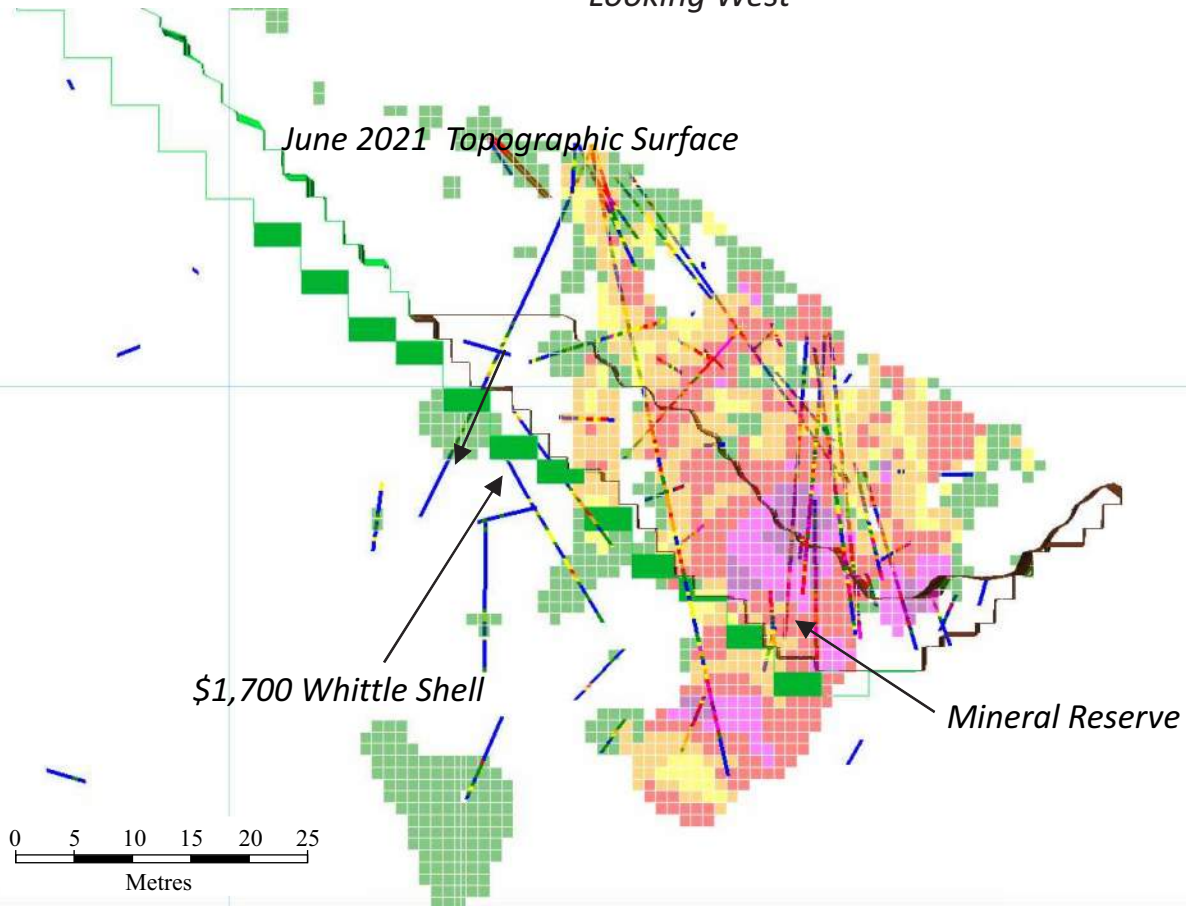 Looking West
June 2021 Topographic Surface
$1,700 Whittle Shell
Mineral Reserve
0 5 10 15 20 25
Metres